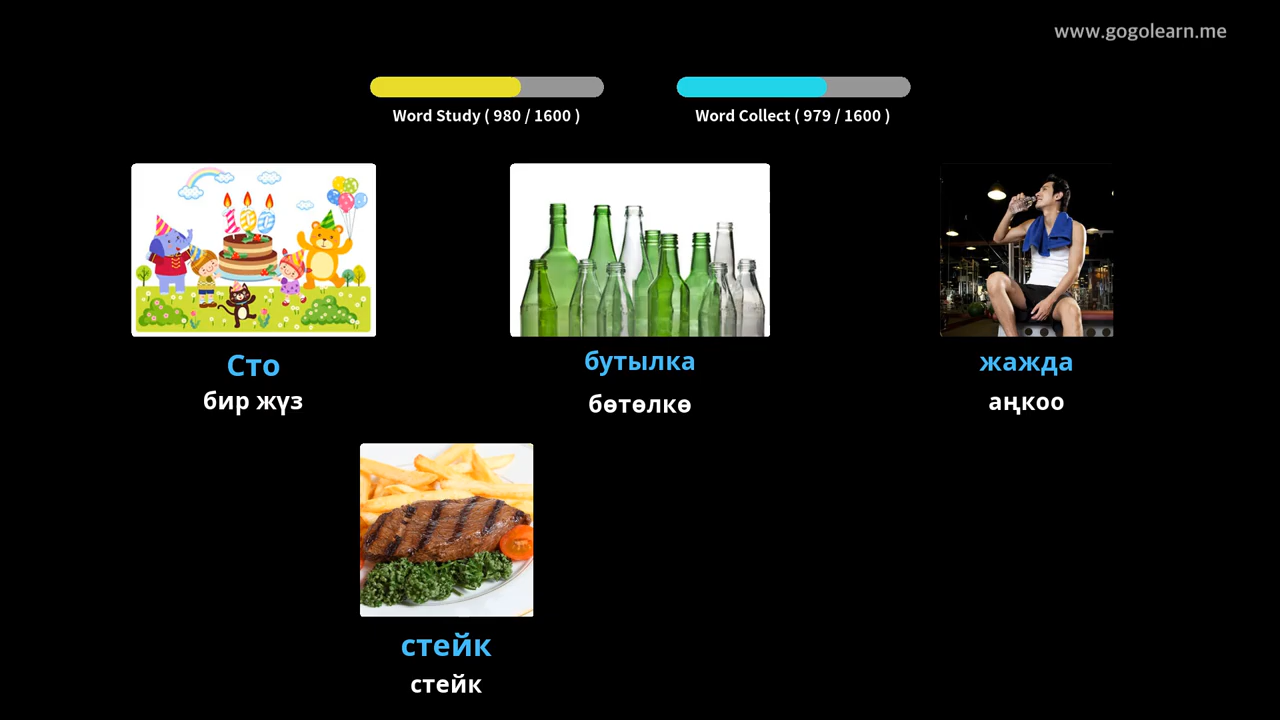 www.gogolearn.me
Word Study ( 980 / 1600 )
Word Collect ( 979 / 1600 )
100
Сто
бир жүз
бутылка
бөтөлкө
жажда
аңкоо
стейк
стейк